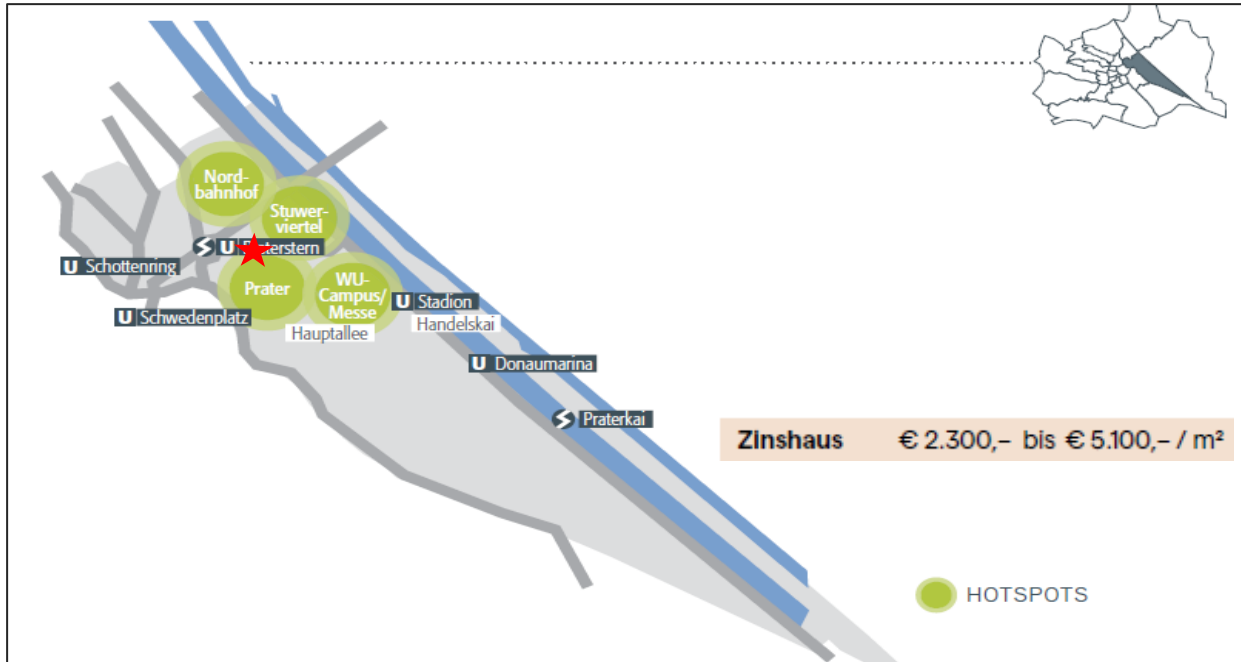 Nord-
bahnhof
Stuwer-
viertel
U
U Schottenring
Prater
WU-
Campus/
Messe
U Stadion
U Schwedenplatz
Handelskai
Hauptallee
U Donaumarina
Praterkai
Zinshaus € 2.300,– bis € 5.100,– / m²
HOTSPOTS